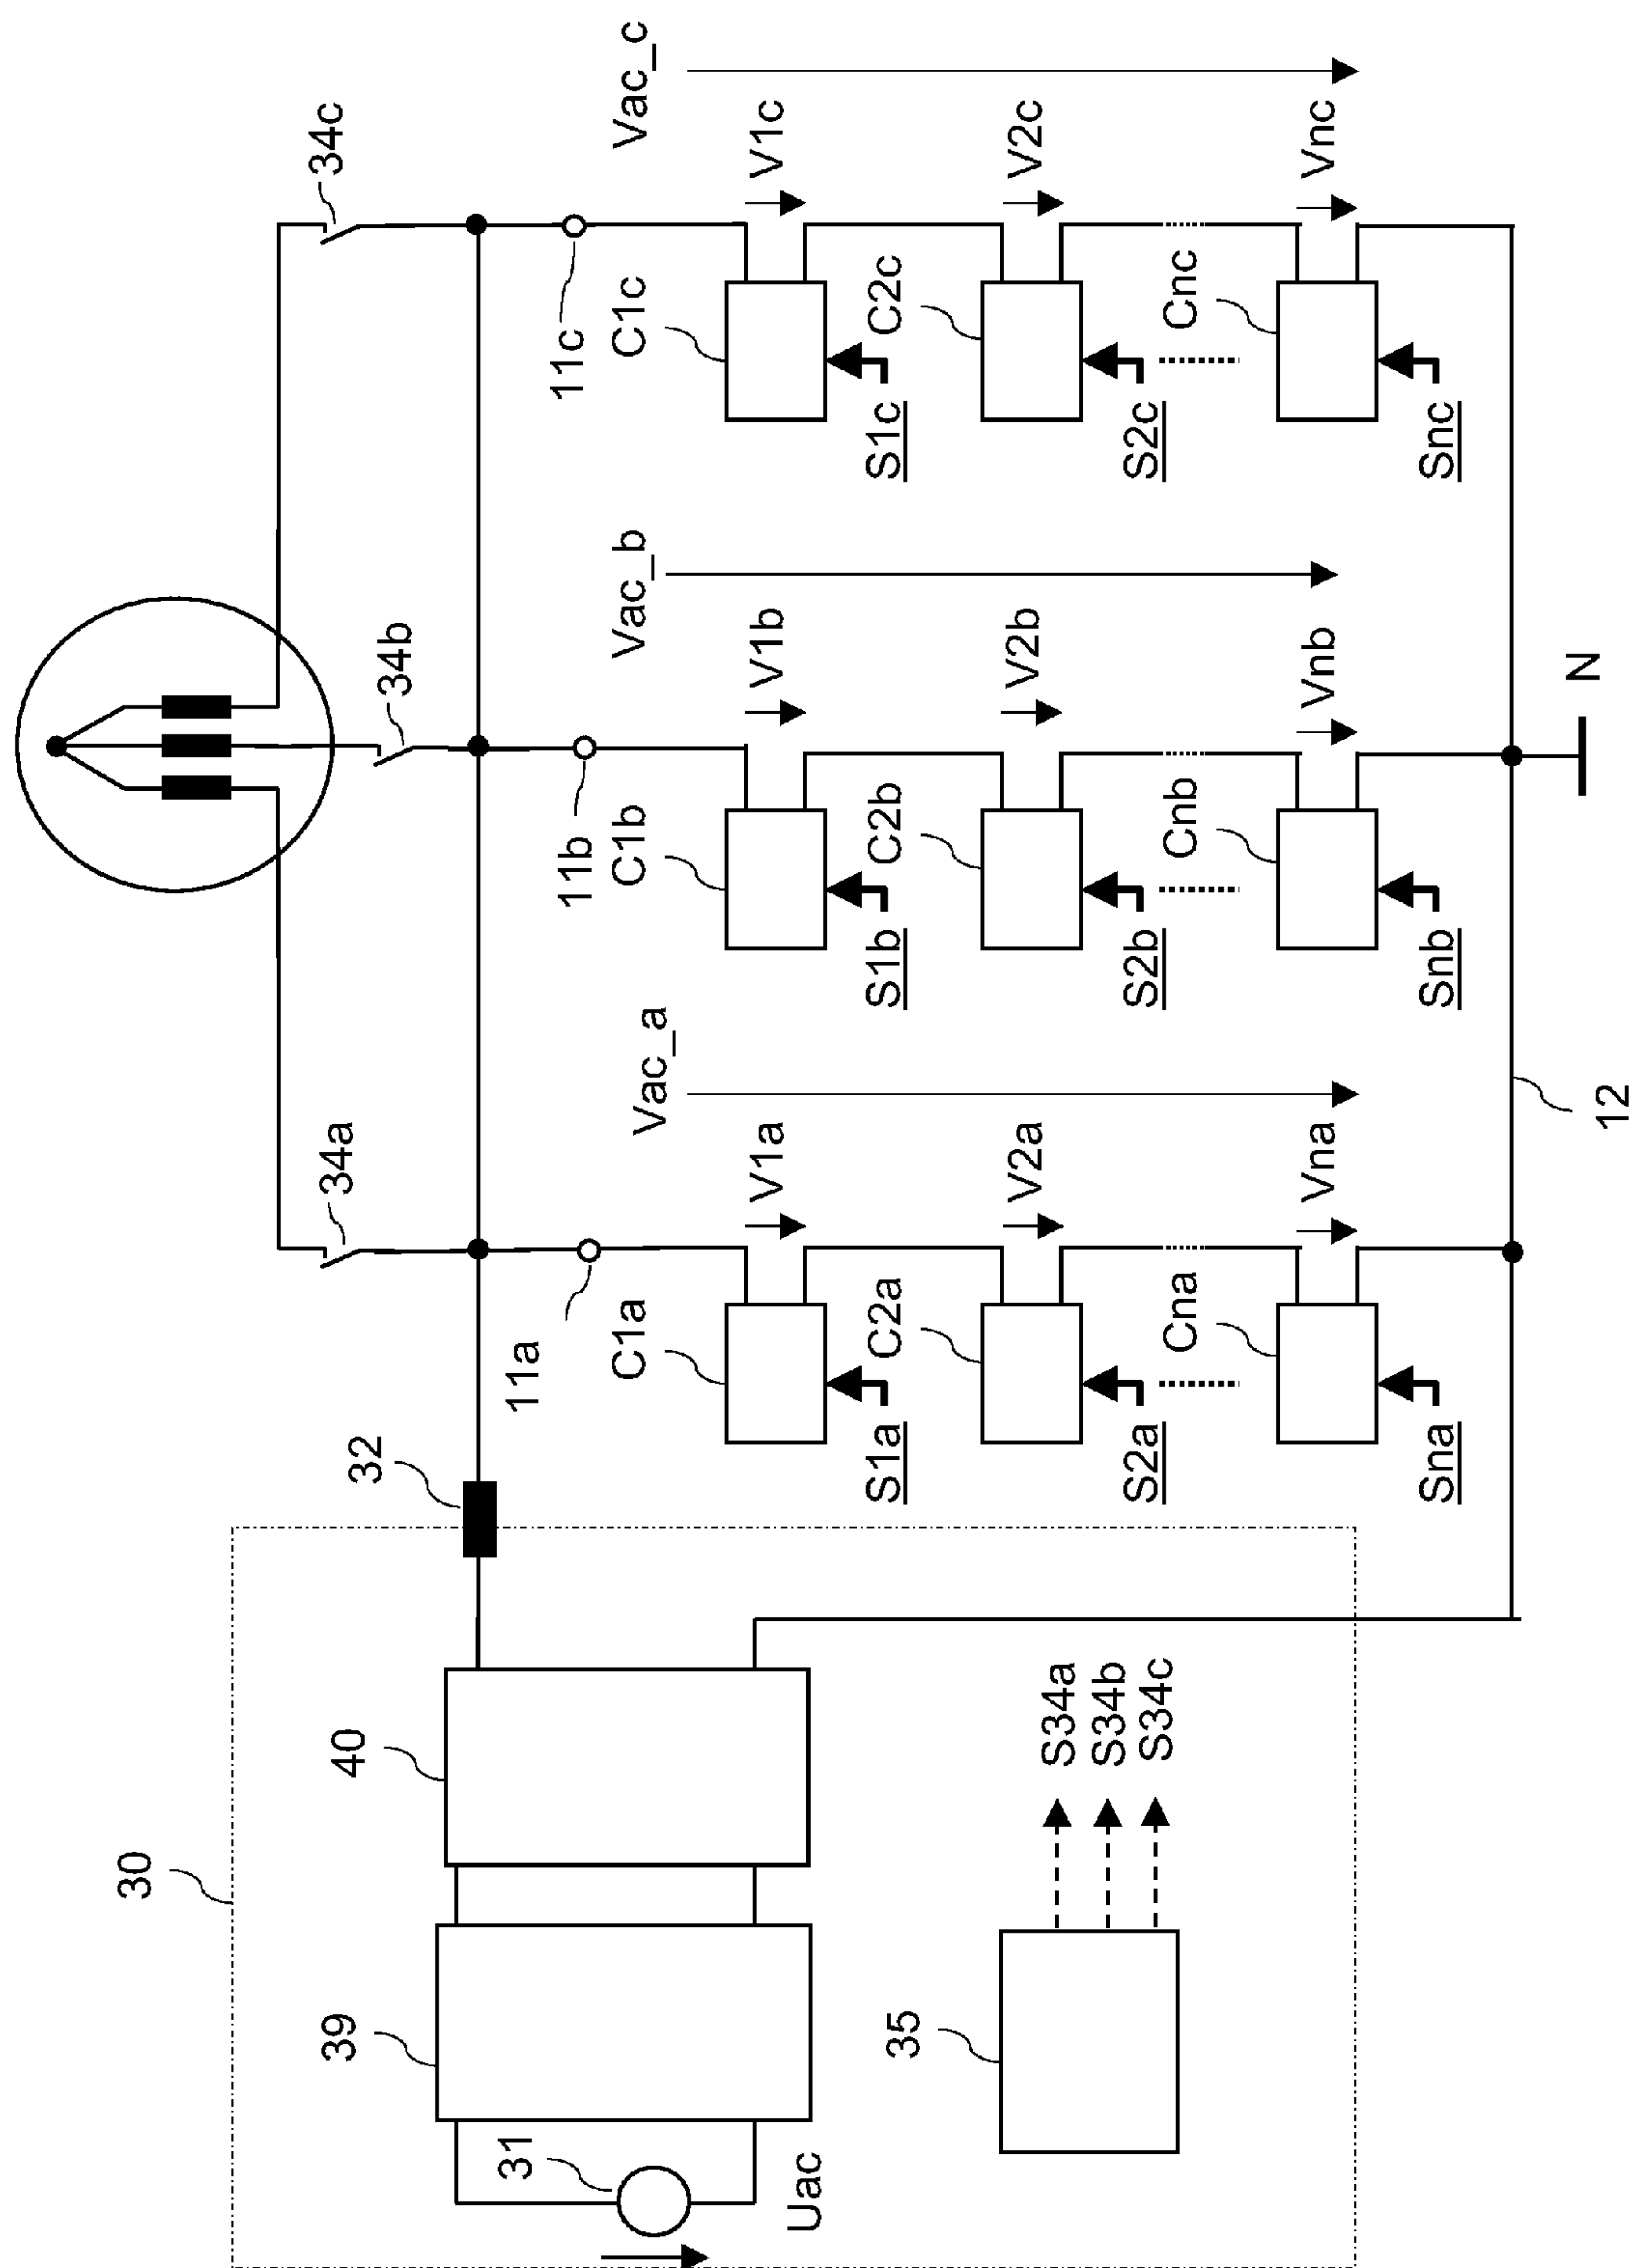 34c
Vac_c
11c
C1c
V1c
S1c
C2c
V2c
S2c
Cnc
Vnc
Snc
34b
Vac_b
11b
C1b
V1b
S1b
C2b
V2b
S2b
Cnb
Vnb
Snb
N
34a
Vac_a
11a
C1a
V1a
S1a
C2a
V2a
S2a
Cna
Vna
Sna
12
32
30
40
39
31
Uac
35
S34a
S34b
S34c